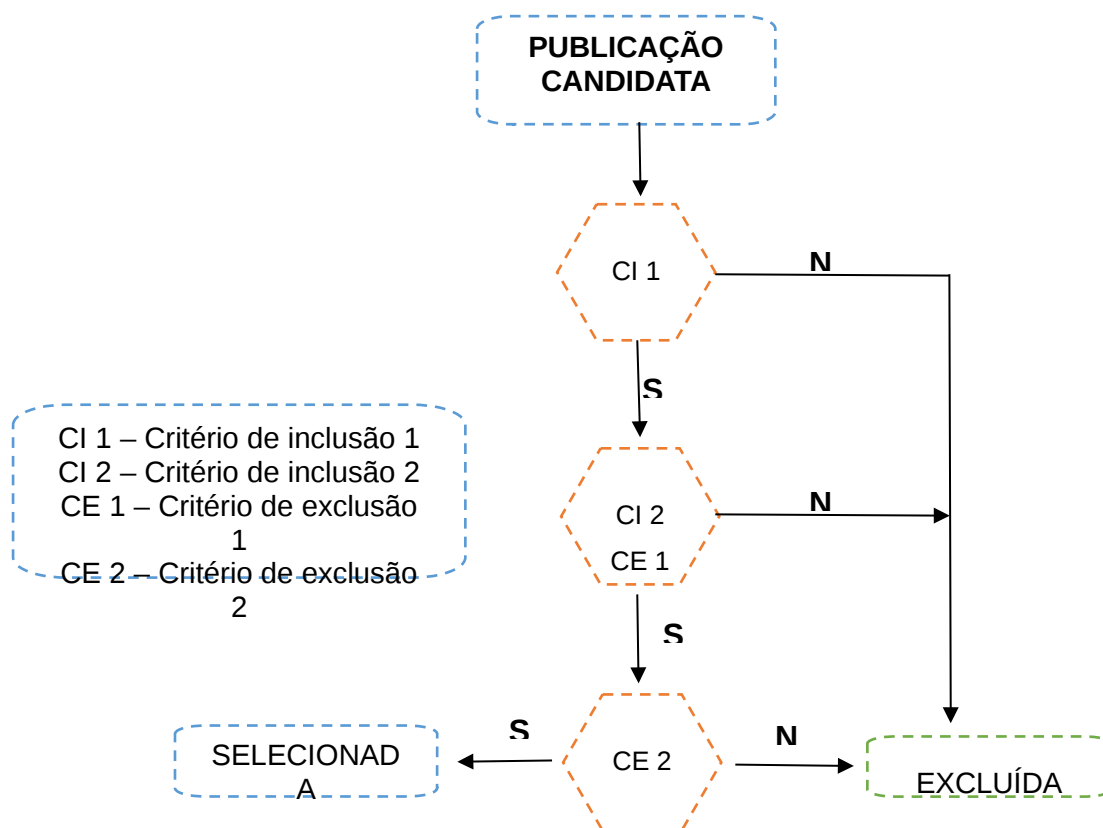 PUBLICAÇÃO
CANDIDATA
CI 1
N
S
CI 1 – Critério de inclusão 1
CI 2 – Critério de inclusão 2
CE 1 – Critério de exclusão
1
CE 2 – Critério de exclusão
2
CI 2
CE 1
N
S
S
SELECIONAD
A
CE 2
N
EXCLUÍDA